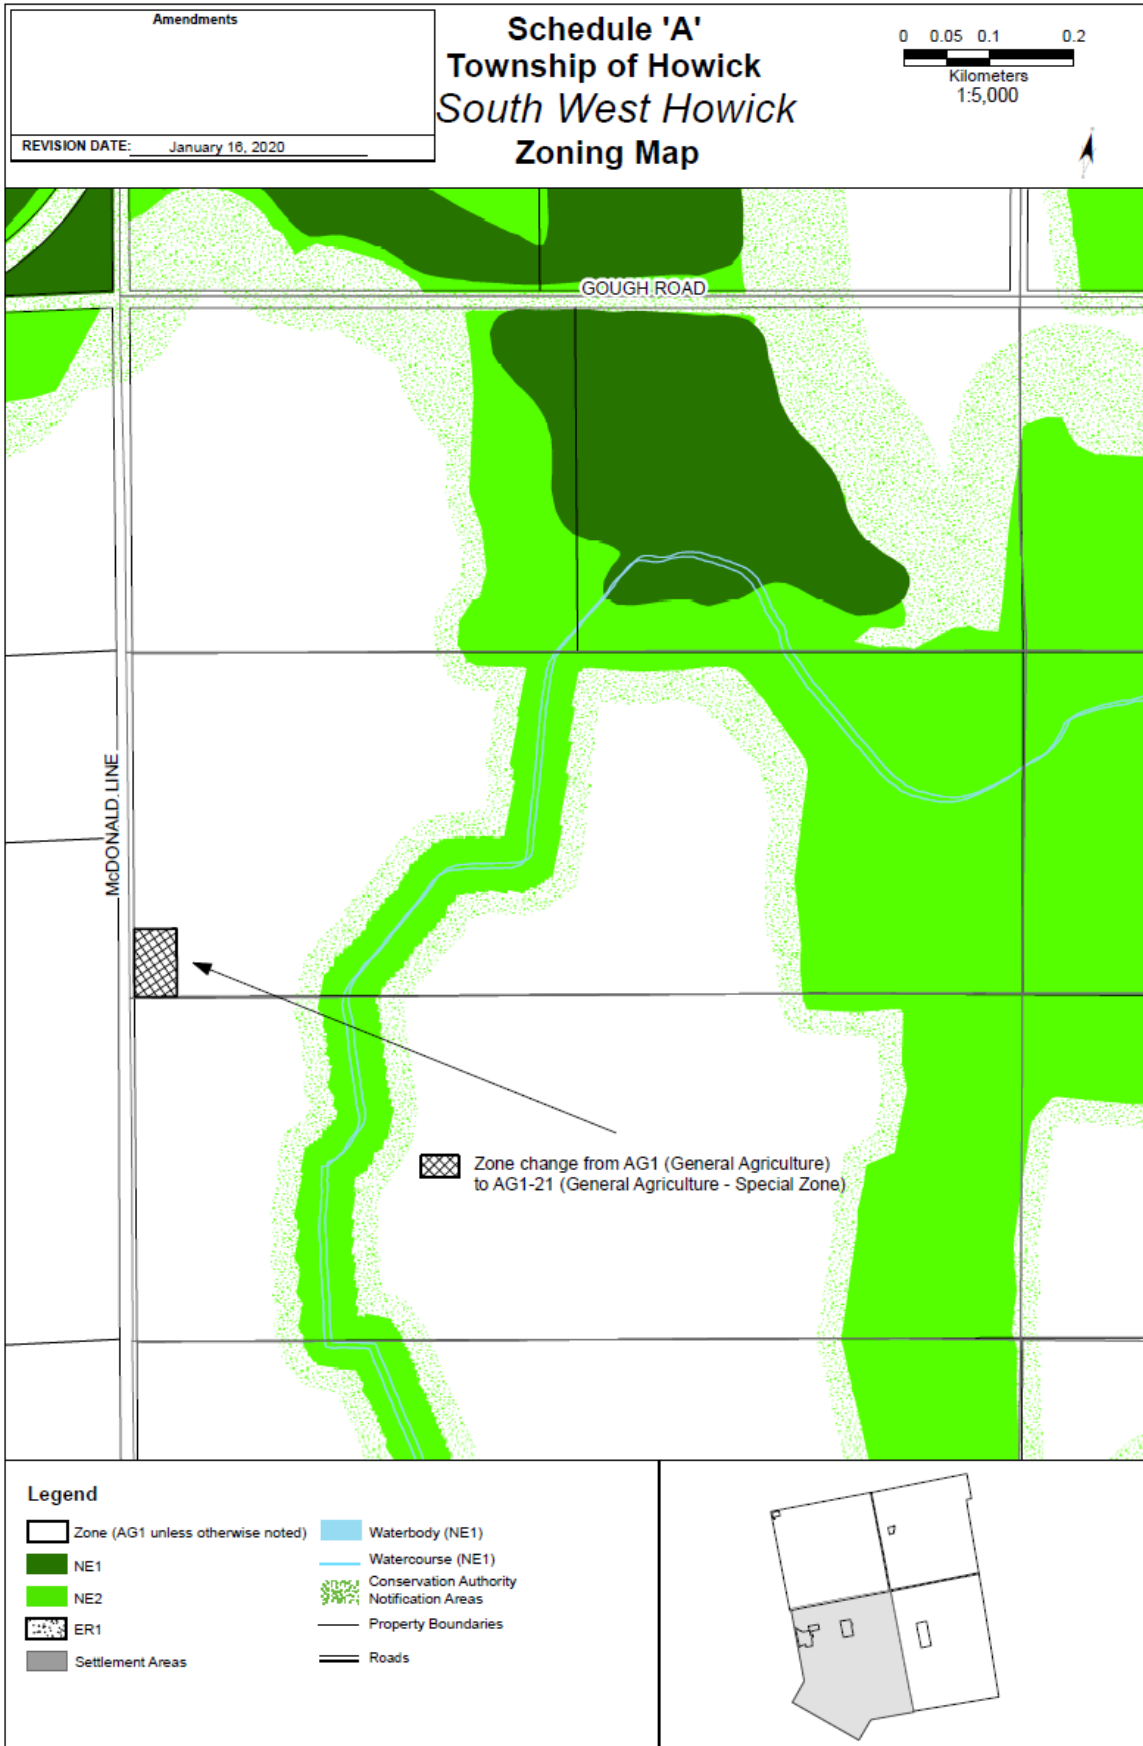 Amendments
REVISION DATE: January 16, 2020
Schedule 'A'
Township of Howick
South West Howick
Zoning Map
0 0.05 0.1 0.2
Kilometers
1:5,000
GOUGH ROAD
McDONALD LINE
Zone change from AG1 (General Agriculture)
to AG1-21 (General Agriculture - Special Zone)
Legend
Zone (AG1 unless otherwise noted)
NE1
NE2
ER1
Settlement Areas
Waterbody (NE1)
Watercourse (NE1)
Conservation Authority
Notification Areas
Property Boundaries
Roads